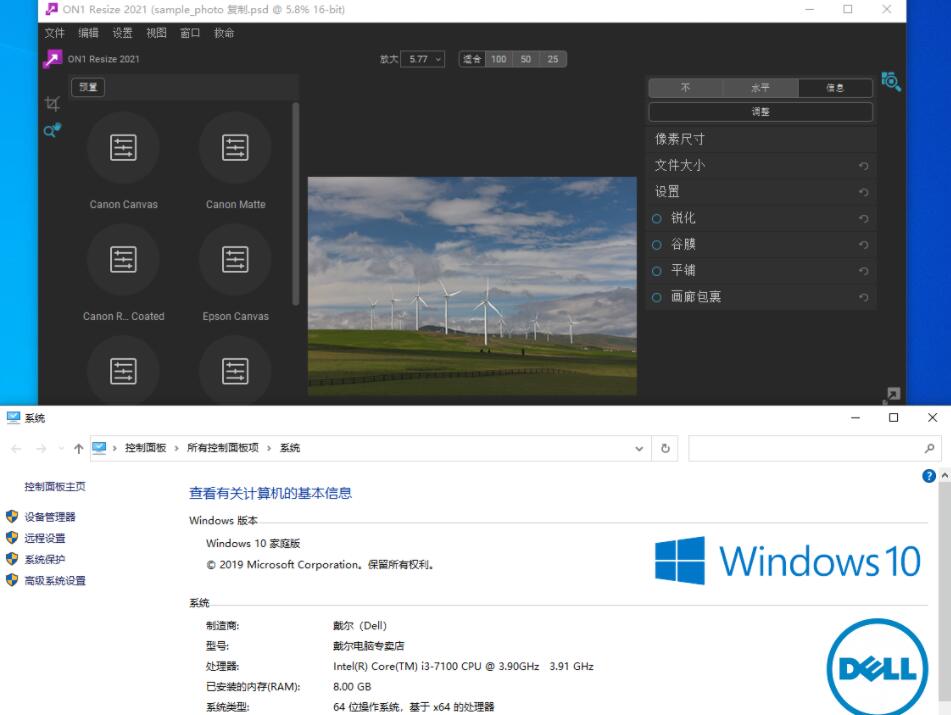 ON1 Resize 2021 (sample_photo 复制.psd @ 5.8% 16-bit)
文件 编辑 设置 视图 窗口 救命
ON1 Resize 2021
放大 5.77 适合 100 50 25
预置
不 水平 信息
调整
像素尺寸
文件大小
设置
锐化
谷膜
平铺
画廊包裹
Canon Canvas Canon Matte
Canon R... Coated Epson Canvas
系统
控制面板 › 所有控制面板项 › 系统
控制面板主页
设备管理器
远程设置
系统保护
高级系统设置
查看有关计算机的基本信息
Windows 版本
Windows 10 家庭版
© 2019 Microsoft Corporation。保留所有权利。
Windows 10
系统
制造商: 戴尔（Dell）
型号: 戴尔电脑专卖店
处理器: Intel(R) Core(TM) i3-7100 CPU @ 3.90GHz 3.91 GHz
已安装的内存(RAM): 8.00 GB
系统类型: 64 位操作系统，基于 x64 的处理器
DELL